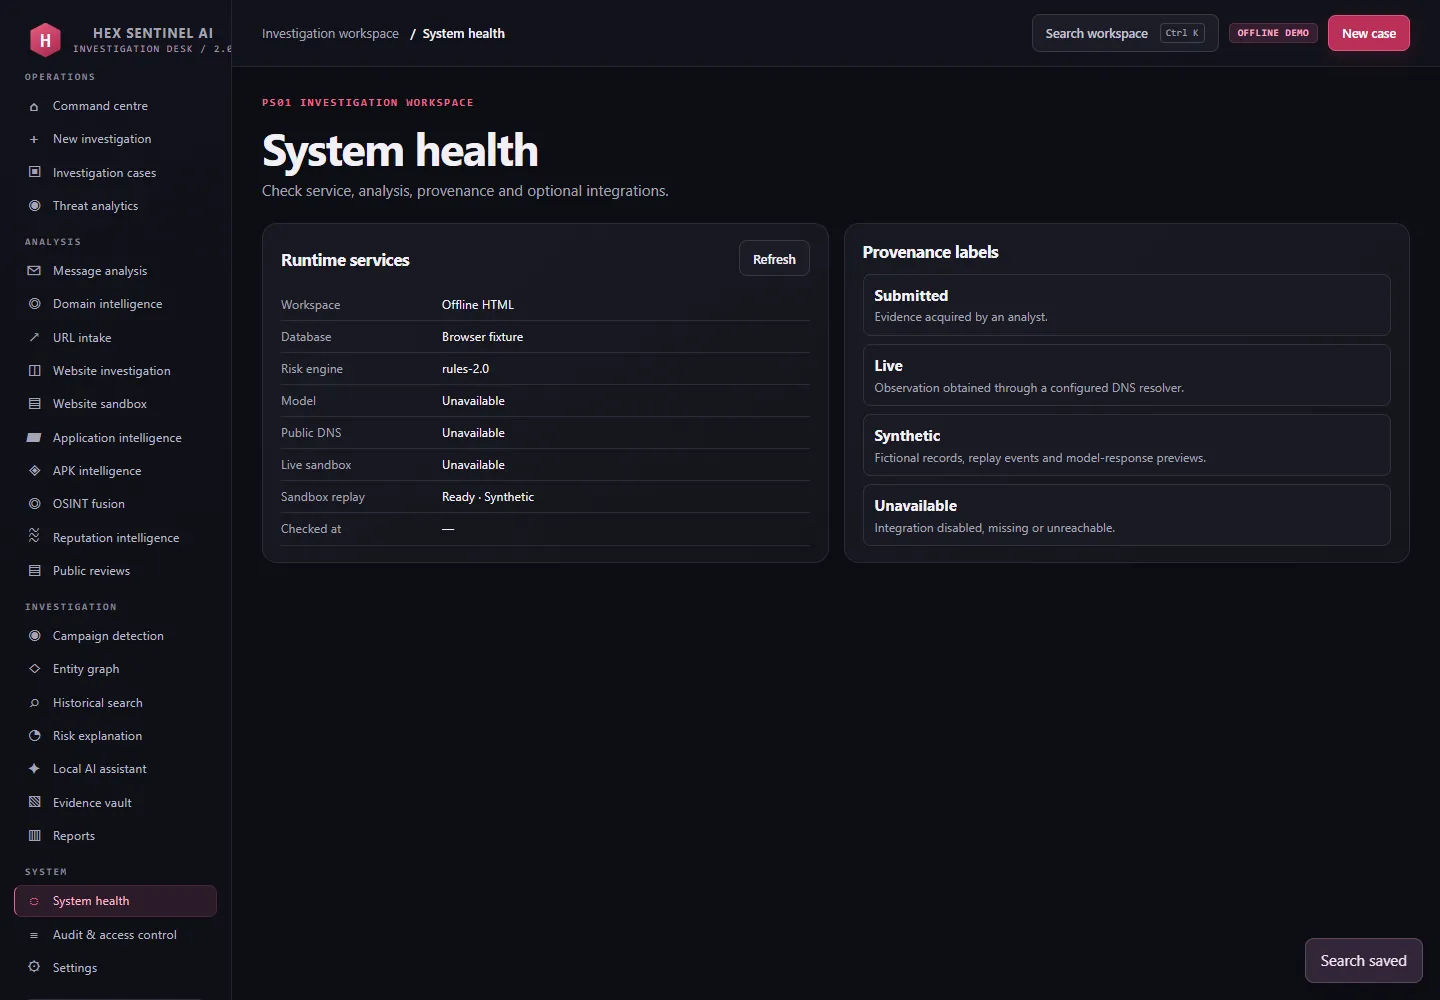 H
HEX SENTINEL AI
INVESTIGATION DESK / 2.0
OPERATIONS
Command centre
New investigation
Investigation cases
Threat analytics
ANALYSIS
Message analysis
Domain intelligence
URL intake
Website investigation
Website sandbox
Application intelligence
APK intelligence
OSINT fusion
Reputation intelligence
Public reviews
INVESTIGATION
Campaign detection
Entity graph
Historical search
Risk explanation
Local AI assistant
Evidence vault
Reports
SYSTEM
System health
Audit & access control
Settings
Investigation workspace / System health
Search workspace Ctrl K
OFFLINE DEMO
New case
PS01 INVESTIGATION WORKSPACE
System health
Check service, analysis, provenance and optional integrations.
Runtime services
Refresh
Workspace Offline HTML
Database Browser fixture
Risk engine rules-2.0
Model Unavailable
Public DNS Unavailable
Live sandbox Unavailable
Sandbox replay Ready · Synthetic
Checked at —
Provenance labels
Submitted
Evidence acquired by an analyst.
Live
Observation obtained through a configured DNS resolver.
Synthetic
Fictional records, replay events and model-response previews.
Unavailable
Integration disabled, missing or unreachable.
Search saved